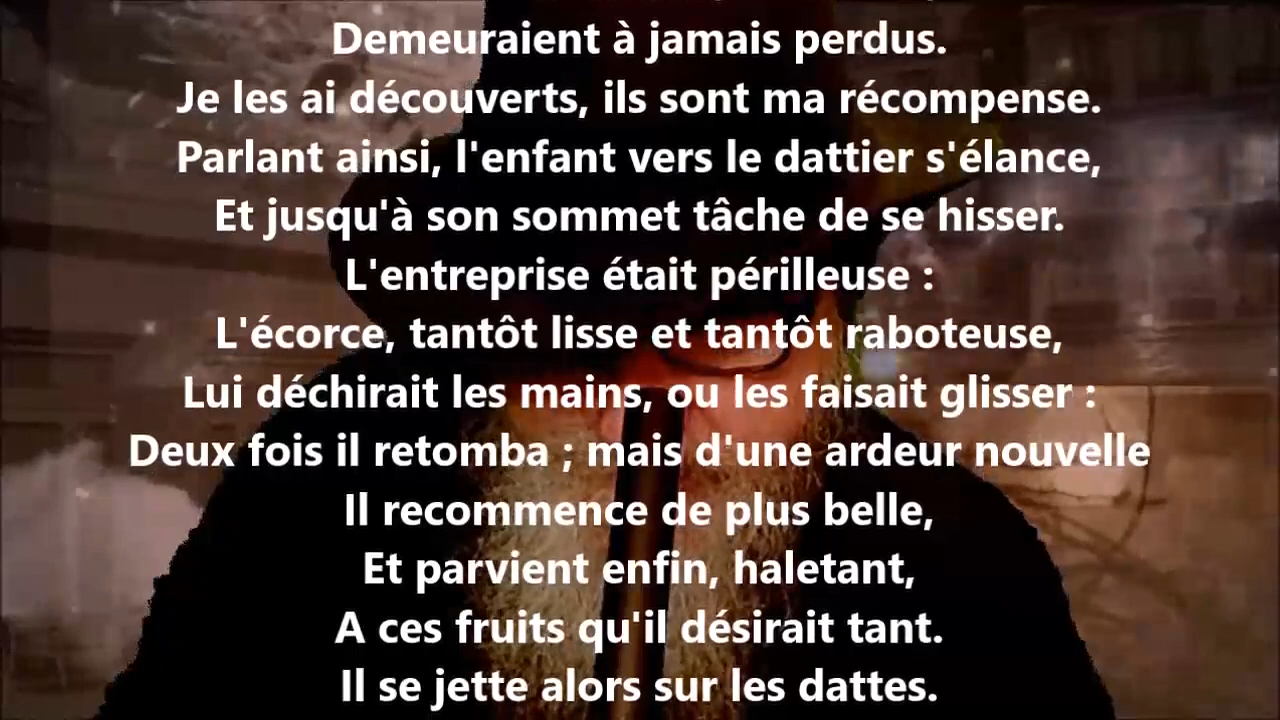 Demeuraient à jamais perdus.
Je les ai découverts, ils sont ma récompense.
Parlant ainsi, l'enfant vers le dattier s'élance,
Et jusqu'à son sommet tâche de se hisser.
L'entreprise était périlleuse :
L'écorce, tantôt lisse et tantôt raboteuse,
Lui déchirait les mains, ou les faisait glisser :
Deux fois il retomba ; mais d'une ardeur nouvelle
Il recommence de plus belle,
Et parvient enfin, haletant,
A ces fruits qu'il désirait tant.
Il se jette alors sur les dattes.